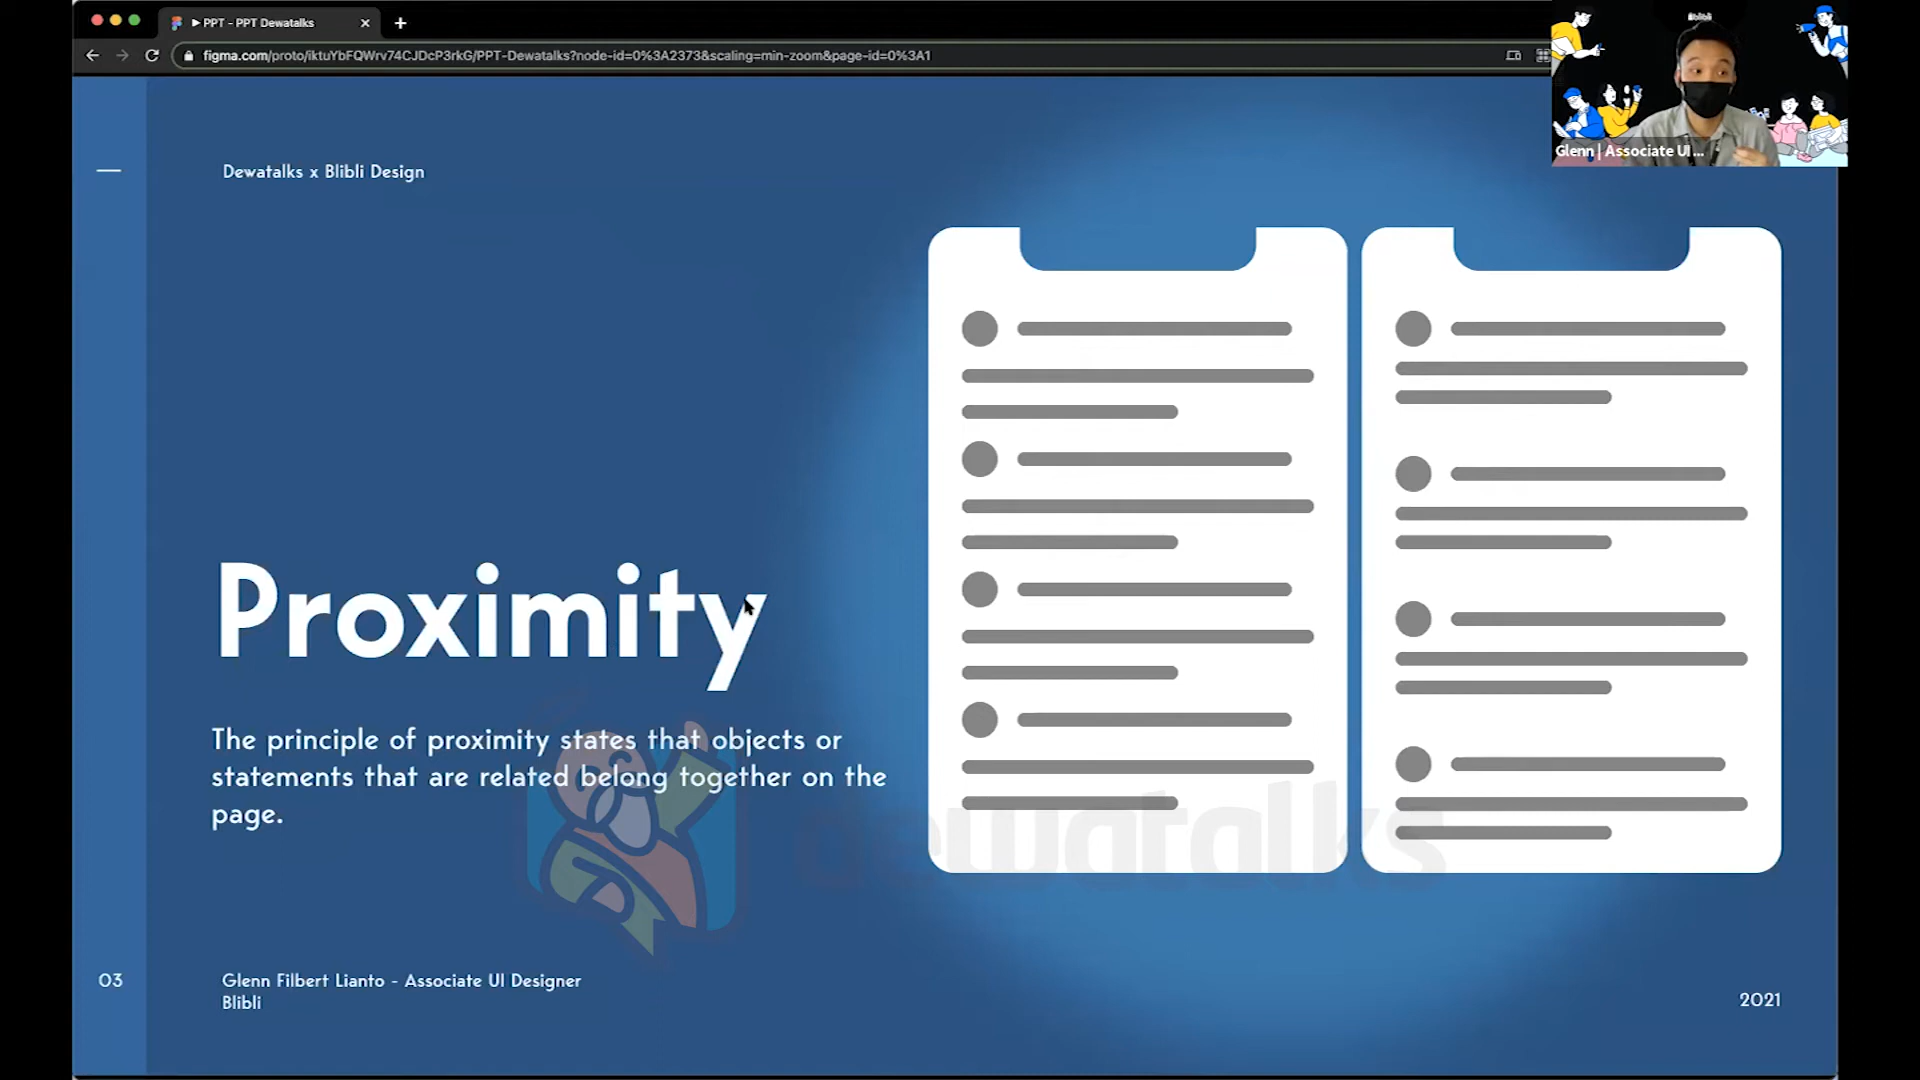 PPT - PPT Dewatalks
figma.com/proto/iktuYbFQWrv74CJDcP3rkG/PPT-Dewatalks?node-id=0%3A2373&scaling=min-zoom&page-id=0%3A1
Blibli
Glenn | Associate UI ...
Dewatalks x Blibli Design
Proximity
The principle of proximity states that objects or
statements that are related belong together on the
page.
dewatalks
03
Glenn Filbert Lianto - Associate UI Designer
Blibli
2021